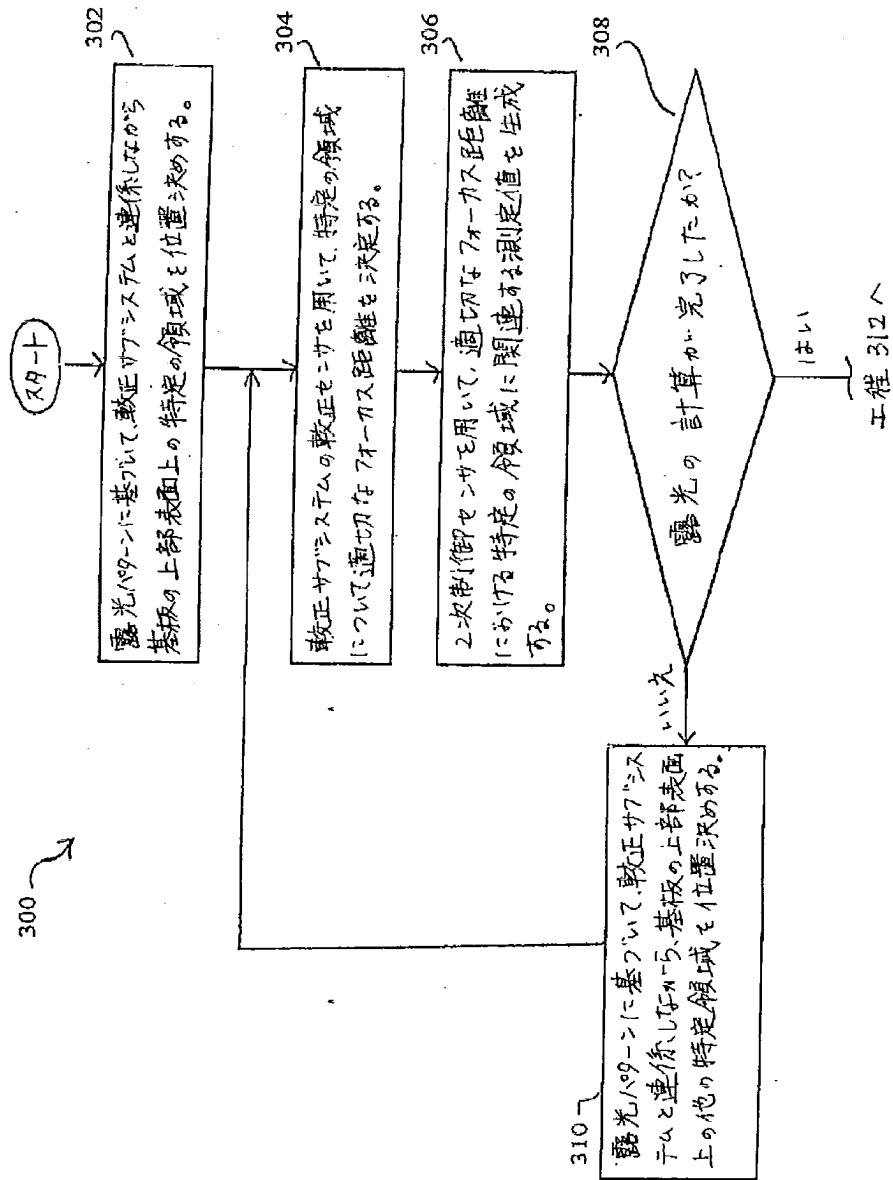 300
スタート
302
露光パターンに基づいて、較正サブシステムと連係しながら
基板の上部表面上の特定の領域を位置決めする。
304
較正サブシステムの較正センサを用いて、特定の領域
について適切なフォーカス距離を決定する。
306
2次制御センサを用いて、適切なフォーカス距離
における特定の領域に関連する測定値を生成
する。
308
露光の計算が完了したか?
はい
工程 312へ
いいえ
310
露光パターンに基づいて、較正サブシス
テムと連係しながら、基板の上部表面
上の他の特定領域を位置決めする。